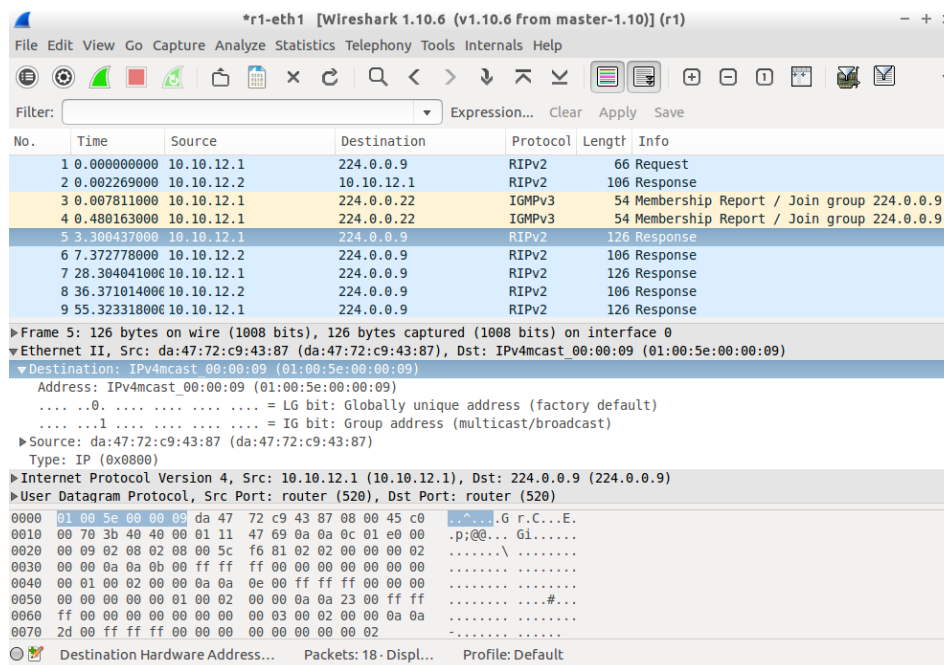 *r1-eth1 [Wireshark 1.10.6 (v1.10.6 from master-1.10)] (r1)
File Edit View Go Capture Analyze Statistics Telephony Tools Internals Help
Filter: Expression... Clear Apply Save
No. Time Source Destination Protocol Length Info
1 0.000000000 10.10.12.1 224.0.0.9 RIPv2 66 Request
2 0.002269000 10.10.12.2 10.10.12.1 RIPv2 106 Response
3 0.007811000 10.10.12.1 224.0.0.22 IGMPv3 54 Membership Report / Join group 224.0.0.9
4 0.480163000 10.10.12.1 224.0.0.22 IGMPv3 54 Membership Report / Join group 224.0.0.9
5 3.300437000 10.10.12.1 224.0.0.9 RIPv2 126 Response
6 7.372778000 10.10.12.2 224.0.0.9 RIPv2 106 Response
7 28.304041000 10.10.12.1 224.0.0.9 RIPv2 126 Response
8 36.371014000 10.10.12.2 224.0.0.9 RIPv2 106 Response
9 55.323318000 10.10.12.1 224.0.0.9 RIPv2 126 Response
Frame 5: 126 bytes on wire (1008 bits), 126 bytes captured (1008 bits) on interface 0
Ethernet II, Src: da:47:72:c9:43:87 (da:47:72:c9:43:87), Dst: IPv4mcast_00:00:09 (01:00:5e:00:00:09)
Destination: IPv4mcast_00:00:09 (01:00:5e:00:00:09)
Address: IPv4mcast_00:00:09 (01:00:5e:00:00:09)
.... ..0. .... .... .... .... = LG bit: Globally unique address (factory default)
.... ...1 .... .... .... .... = IG bit: Group address (multicast/broadcast)
Source: da:47:72:c9:43:87 (da:47:72:c9:43:87)
Type: IP (0x0800)
Internet Protocol Version 4, Src: 10.10.12.1 (10.10.12.1), Dst: 224.0.0.9 (224.0.0.9)
User Datagram Protocol, Src Port: router (520), Dst Port: router (520)
0000 01 00 5e 00 00 09 da 47 72 c9 43 87 08 00 45 c0 ..^....G r.C...E.
0010 00 70 3b 40 40 00 01 11 47 69 0a 0a 0c 01 e0 00 .p;@@... Gi......
0020 00 09 02 08 02 08 00 5c f6 81 02 02 00 00 00 02 .......\ ........
0030 00 00 0a 0a 0b 00 ff ff ff 00 00 00 00 00 00 00 ........ ........
0040 00 01 00 02 00 00 0a 0a 0e 00 ff ff ff 00 00 00 ........ ........
0050 00 00 00 00 00 01 00 02 00 00 0a 0a 23 00 ff ff ........ ....#...
0060 ff 00 00 00 00 00 00 00 00 03 00 02 00 00 0a 0a ........ ........
0070 2d 00 ff ff ff 00 00 00 00 00 00 00 00 02 -....... ......
Destination Hardware Address... Packets: 18 · Displ... Profile: Default